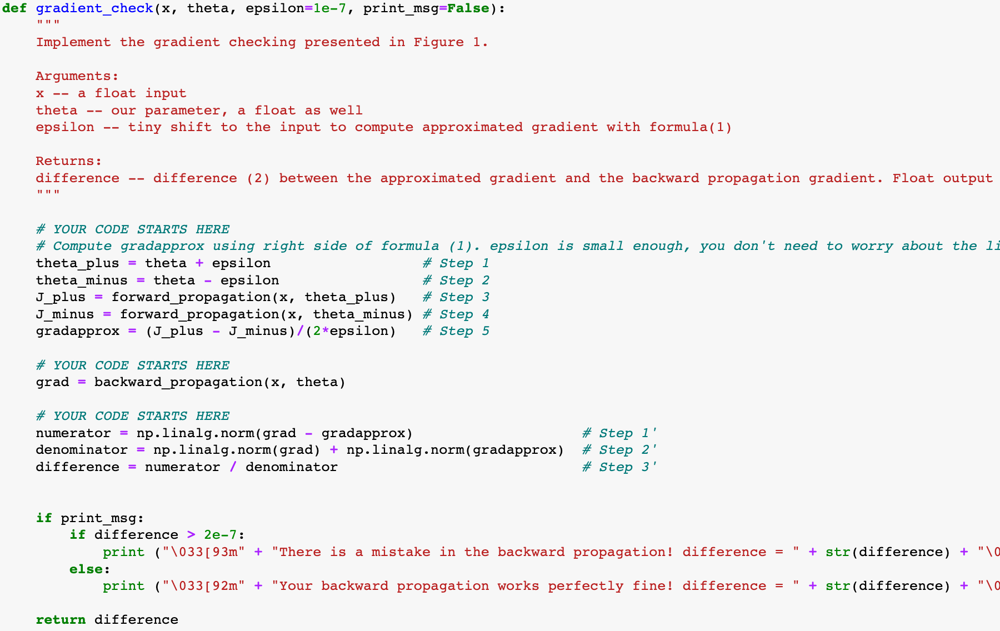 def gradient_check(x, theta, epsilon=1e-7, print_msg=False):
    """
    Implement the gradient checking presented in Figure 1.

    Arguments:
    x -- a float input
    theta -- our parameter, a float as well
    epsilon -- tiny shift to the input to compute approximated gradient with formula(1)

    Returns:
    difference -- difference (2) between the approximated gradient and the backward propagation gradient. Float output
    """

    # YOUR CODE STARTS HERE
    # Compute gradapprox using right side of formula (1). epsilon is small enough, you don't need to worry about the li
    theta_plus = theta + epsilon                  # Step 1
    theta_minus = theta - epsilon                 # Step 2
    J_plus = forward_propagation(x, theta_plus)   # Step 3
    J_minus = forward_propagation(x, theta_minus) # Step 4
    gradapprox = (J_plus - J_minus)/(2*epsilon)   # Step 5

    # YOUR CODE STARTS HERE
    grad = backward_propagation(x, theta)

    # YOUR CODE STARTS HERE
    numerator = np.linalg.norm(grad - gradapprox)                    # Step 1'
    denominator = np.linalg.norm(grad) + np.linalg.norm(gradapprox)  # Step 2'
    difference = numerator / denominator                             # Step 3'


    if print_msg:
        if difference > 2e-7:
            print ("\033[93m" + "There is a mistake in the backward propagation! difference = " + str(difference) + "\0
        else:
            print ("\033[92m" + "Your backward propagation works perfectly fine! difference = " + str(difference) + "\0

    return difference